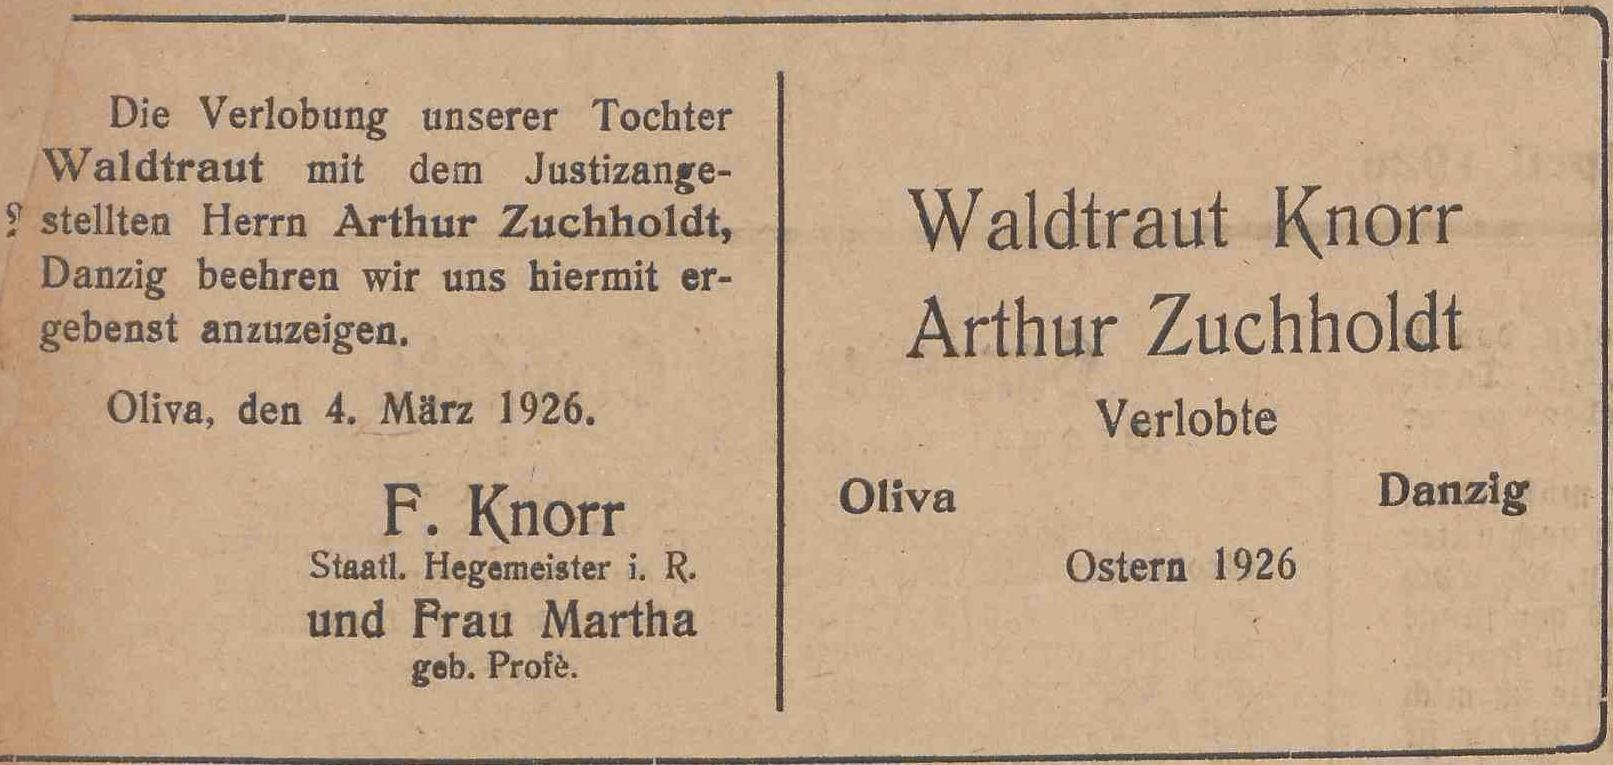 Die Verlobung unserer Tochter
Waldtraut mit dem Justizange-
stellten Herrn Arthur Zuchholdt,
Danzig beehren wir uns hiermit er-
gebenst anzuzeigen.
Oliva, den 4. März 1926.
F. Knorr
Staatl. Hegemeister i. R.
und Frau Martha
geb. Profè.
Waldtraut Knorr
Arthur Zuchholdt
Verlobte
Oliva Danzig
Ostern 1926